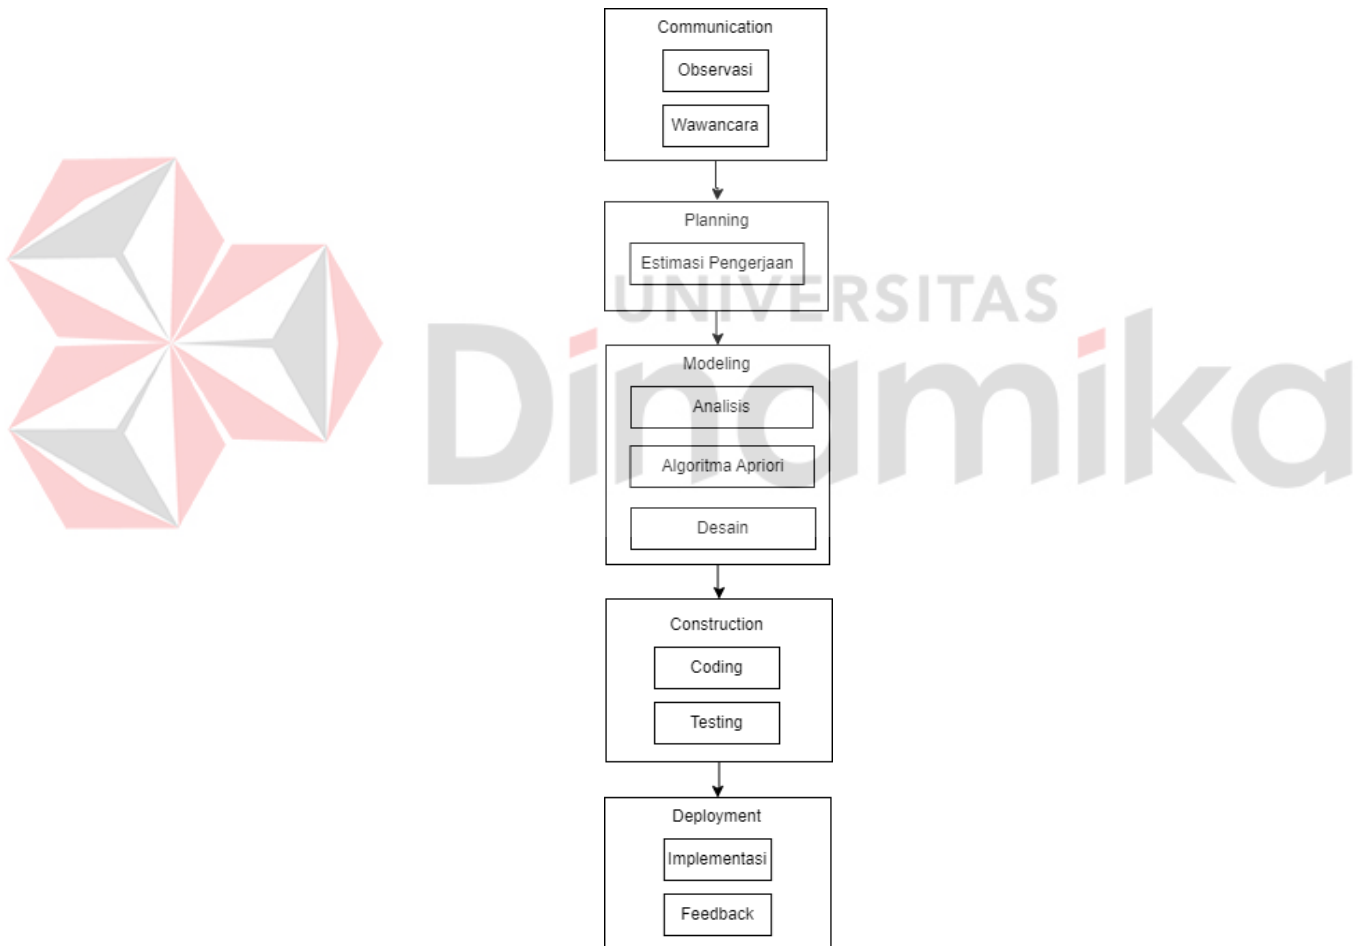 Communication
Observasi
Wawancara
Planning
Estimasi Pengerjaan
UNIVERSITAS
Dinamika
Modeling
Analisis
Algoritma Apriori
Desain
Construction
Coding
Testing
Deployment
Implementasi
Feedback